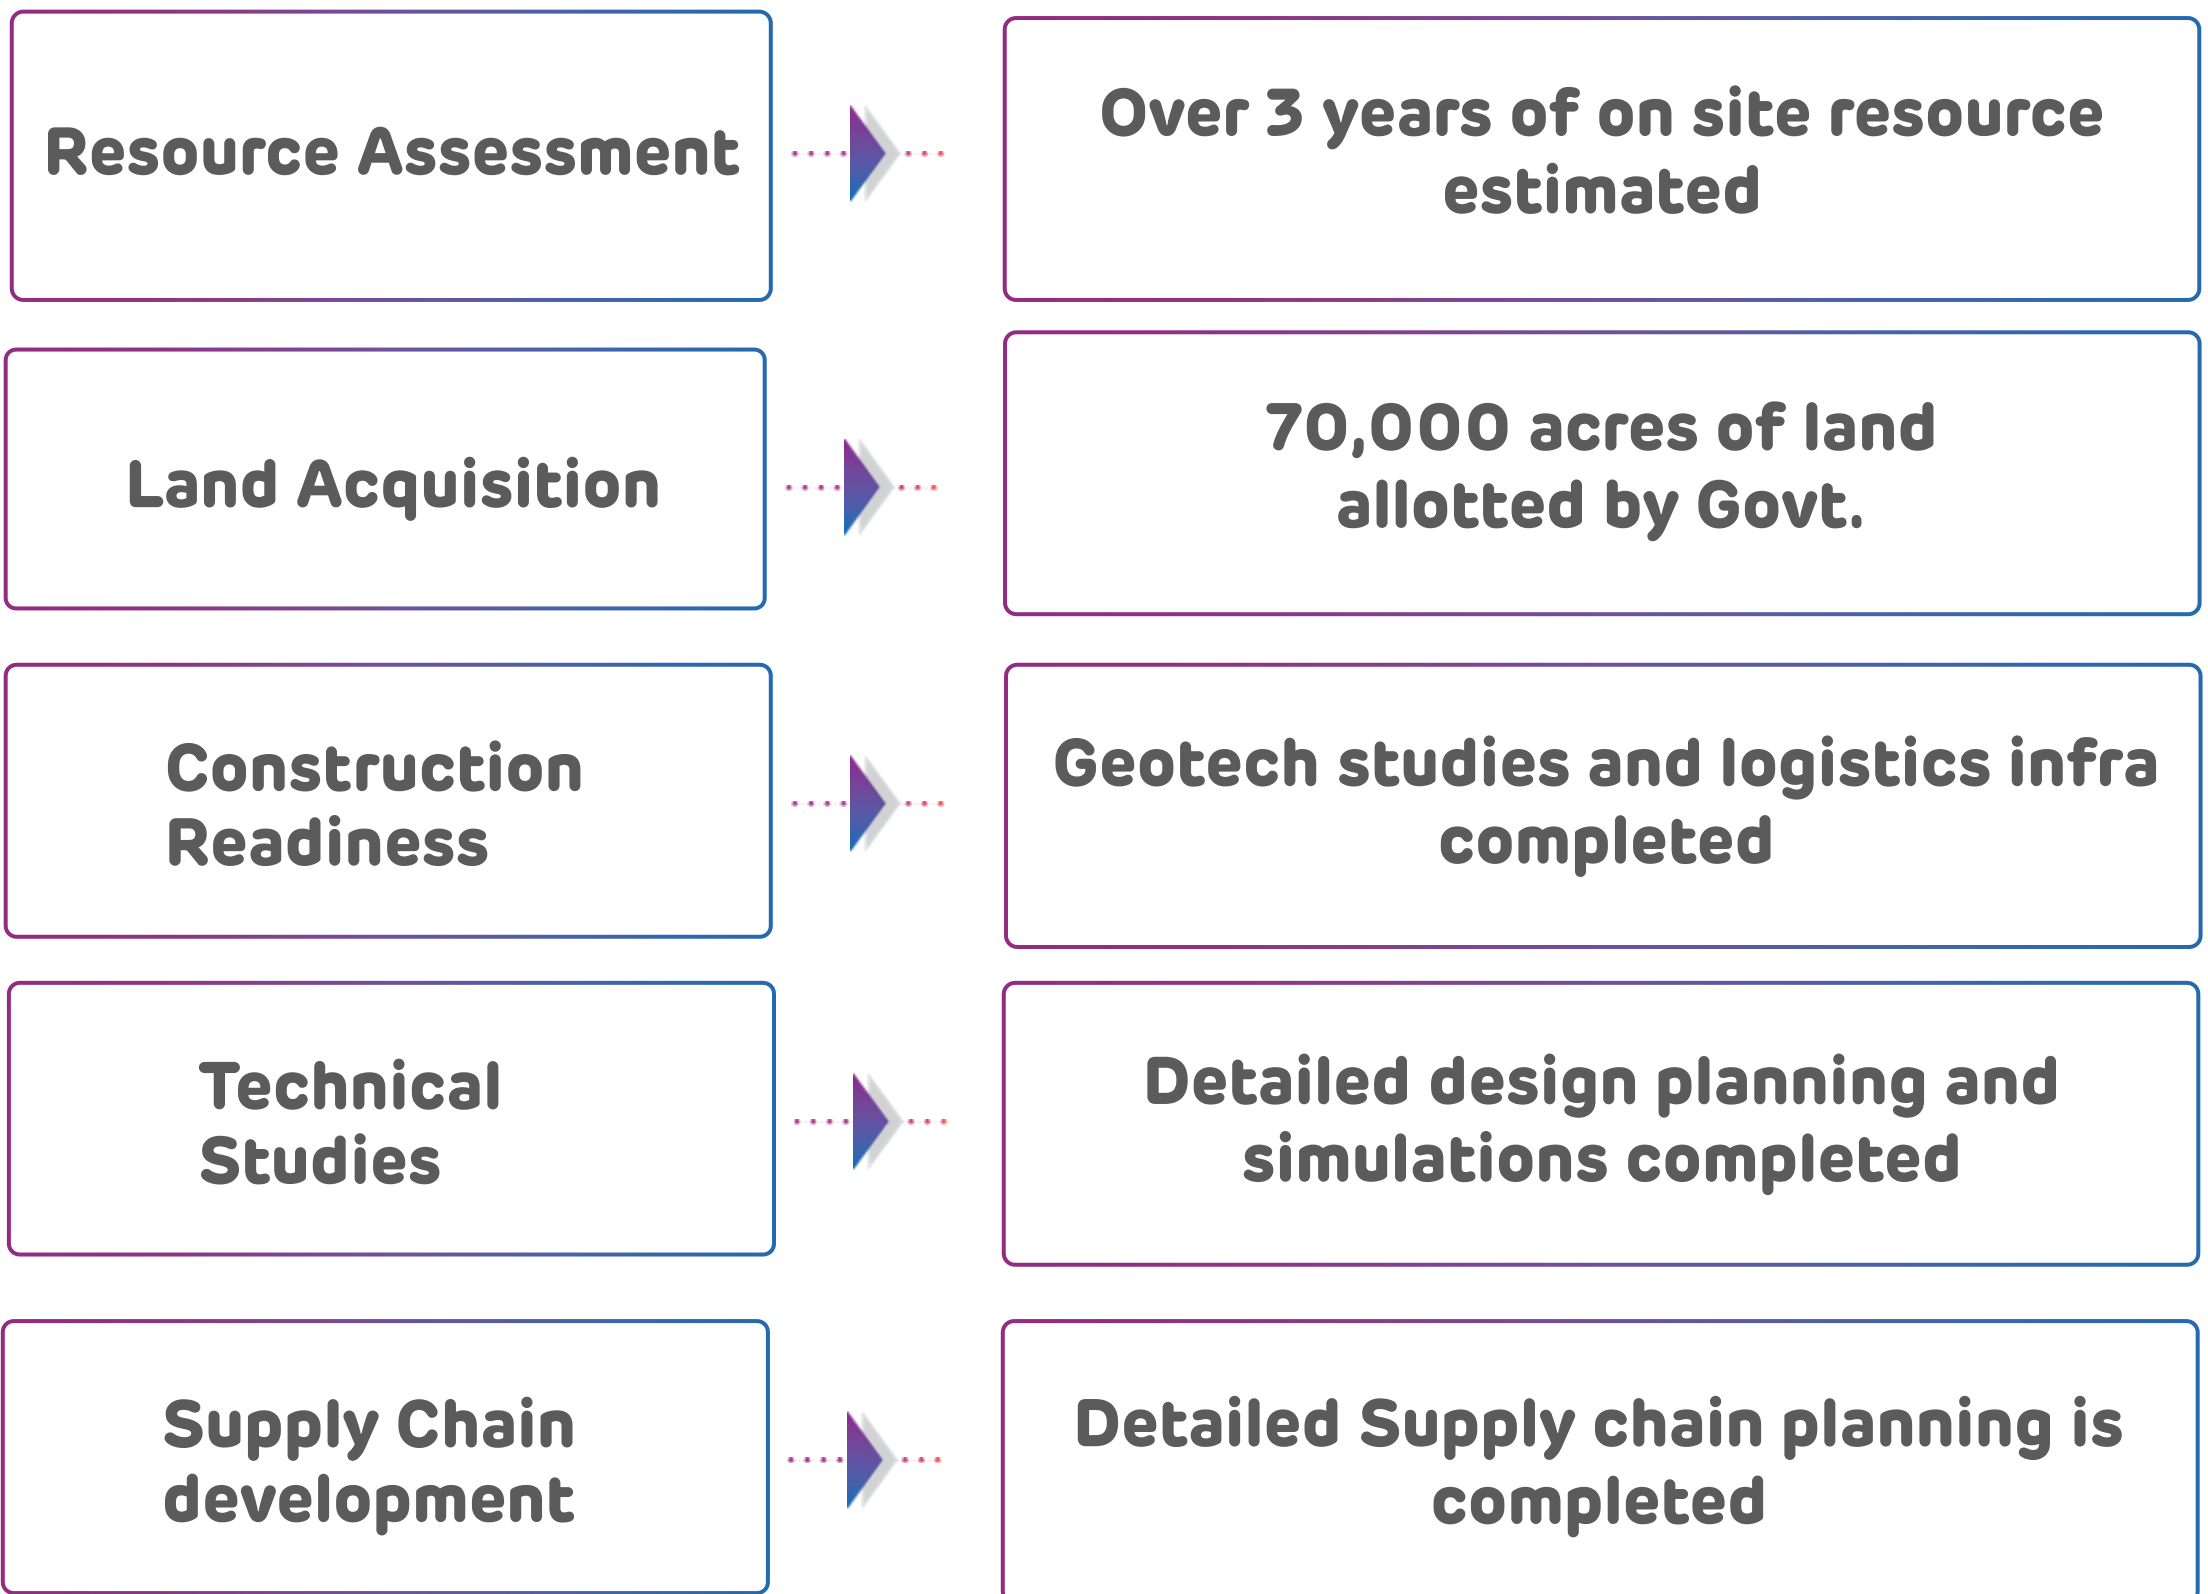 Resource Assessment
Over 3 years of on site resource
estimated
Land Acquisition
70,000 acres of land
allotted by Govt.
Construction
Readiness
Geotech studies and logistics infra
completed
Technical
Studies
Detailed design planning and
simulations completed
Supply Chain
development
Detailed Supply chain planning is
completed